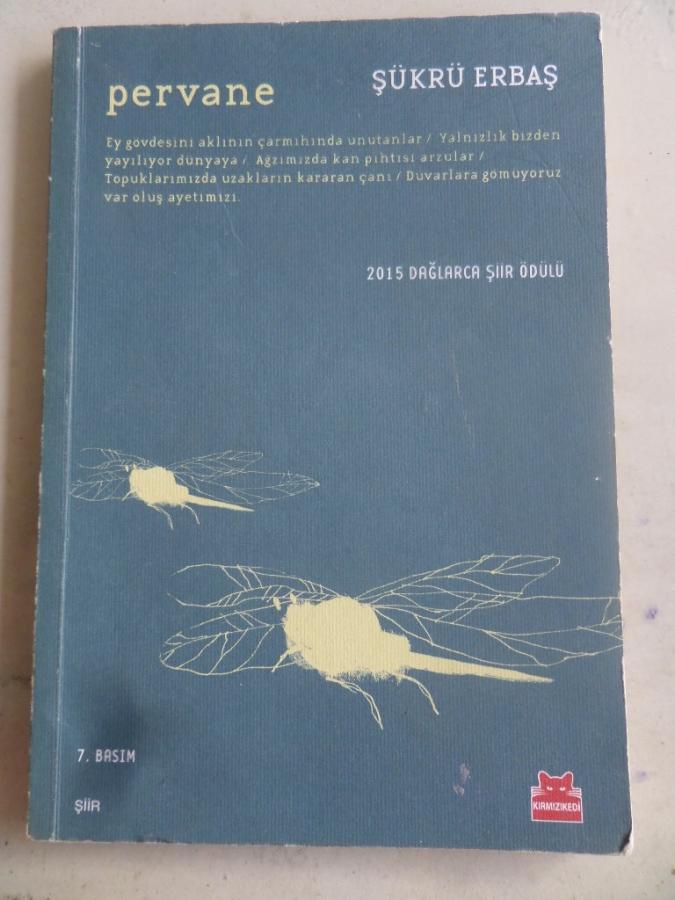 pervane
ŞÜKRÜ ERBAŞ
Ey gövdesini aklının çarmıhında unutanlar / Yalnızlık bizden
yayılıyor dünyaya / Ağzımızda kan pıhtısı arzular /
Topuklarımızda uzakların kararan çanı / Duvarlara gömüyoruz
var oluş ayetimizi.
2015 DAĞLARCA ŞİİR ÖDÜLÜ
7. BASIM
ŞİİR
KIRMIZIKEDİ